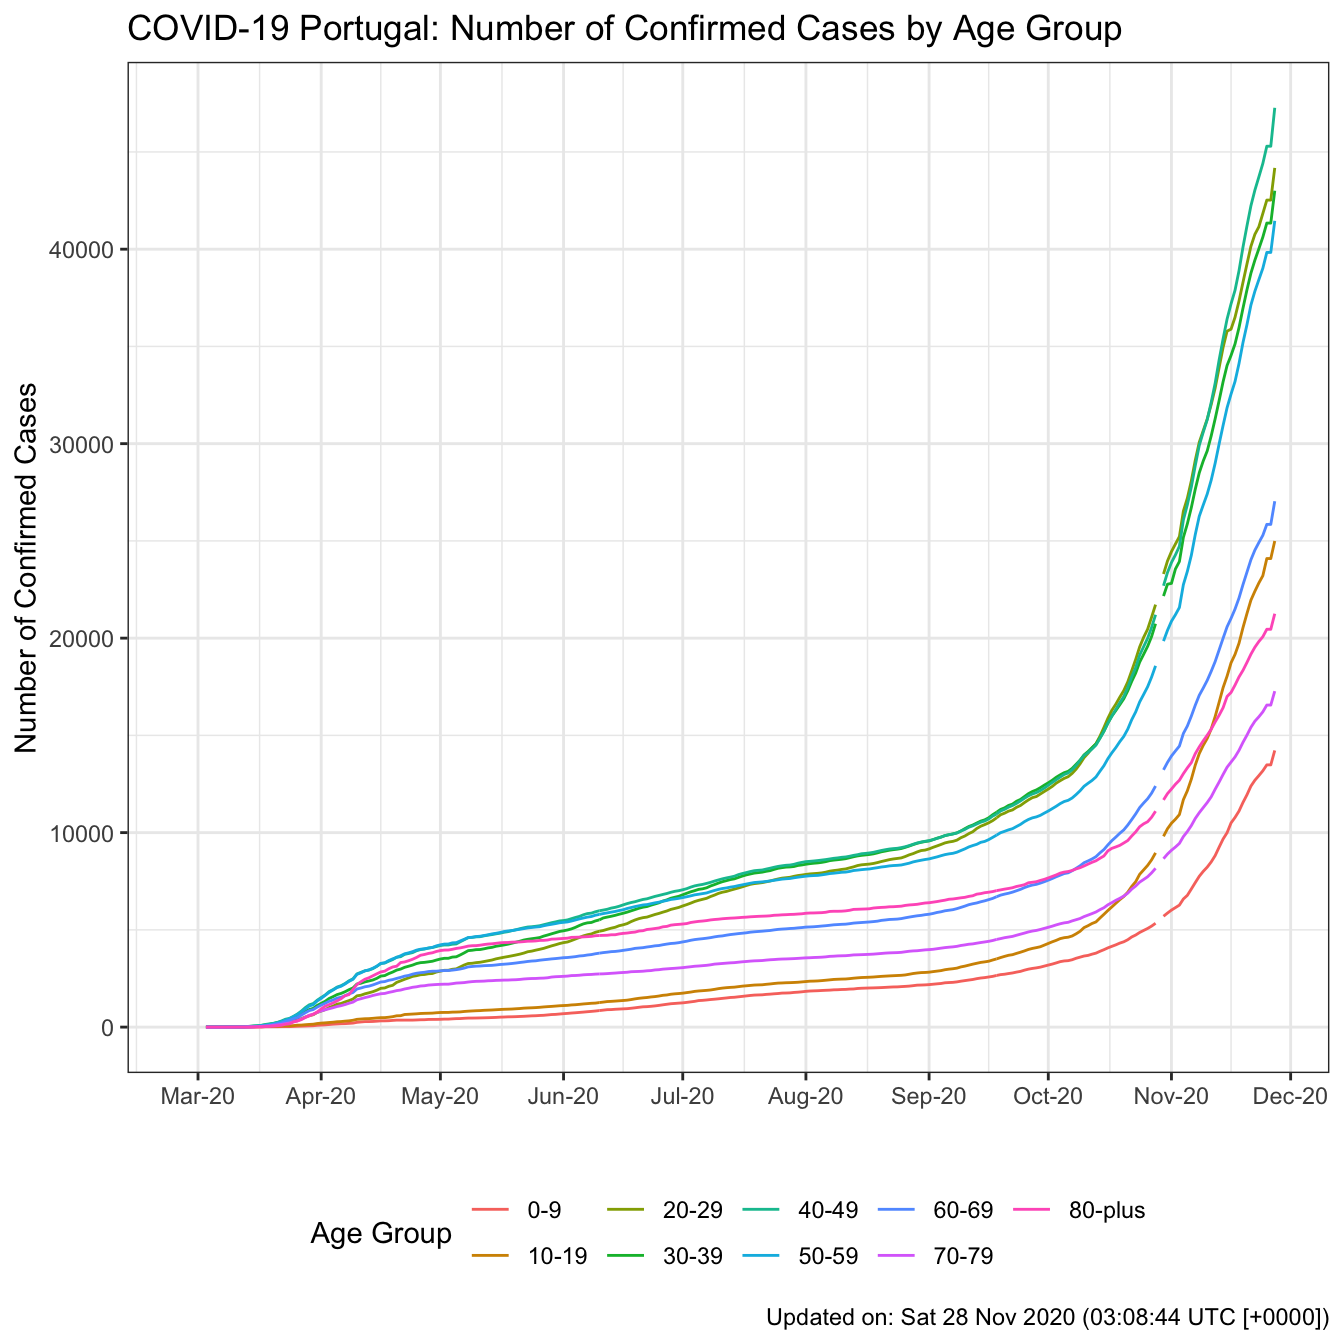 COVID-19 Portugal: Number of Confirmed Cases by Age Group
Number of Confirmed Cases
40000
30000
20000
10000
0
Mar-20 Apr-20 May-20 Jun-20 Jul-20 Aug-20 Sep-20 Oct-20 Nov-20 Dec-20
Age Group
0-9 20-29 40-49 60-69 80-plus
10-19 30-39 50-59 70-79
Updated on: Sat 28 Nov 2020 (03:08:44 UTC [+0000])